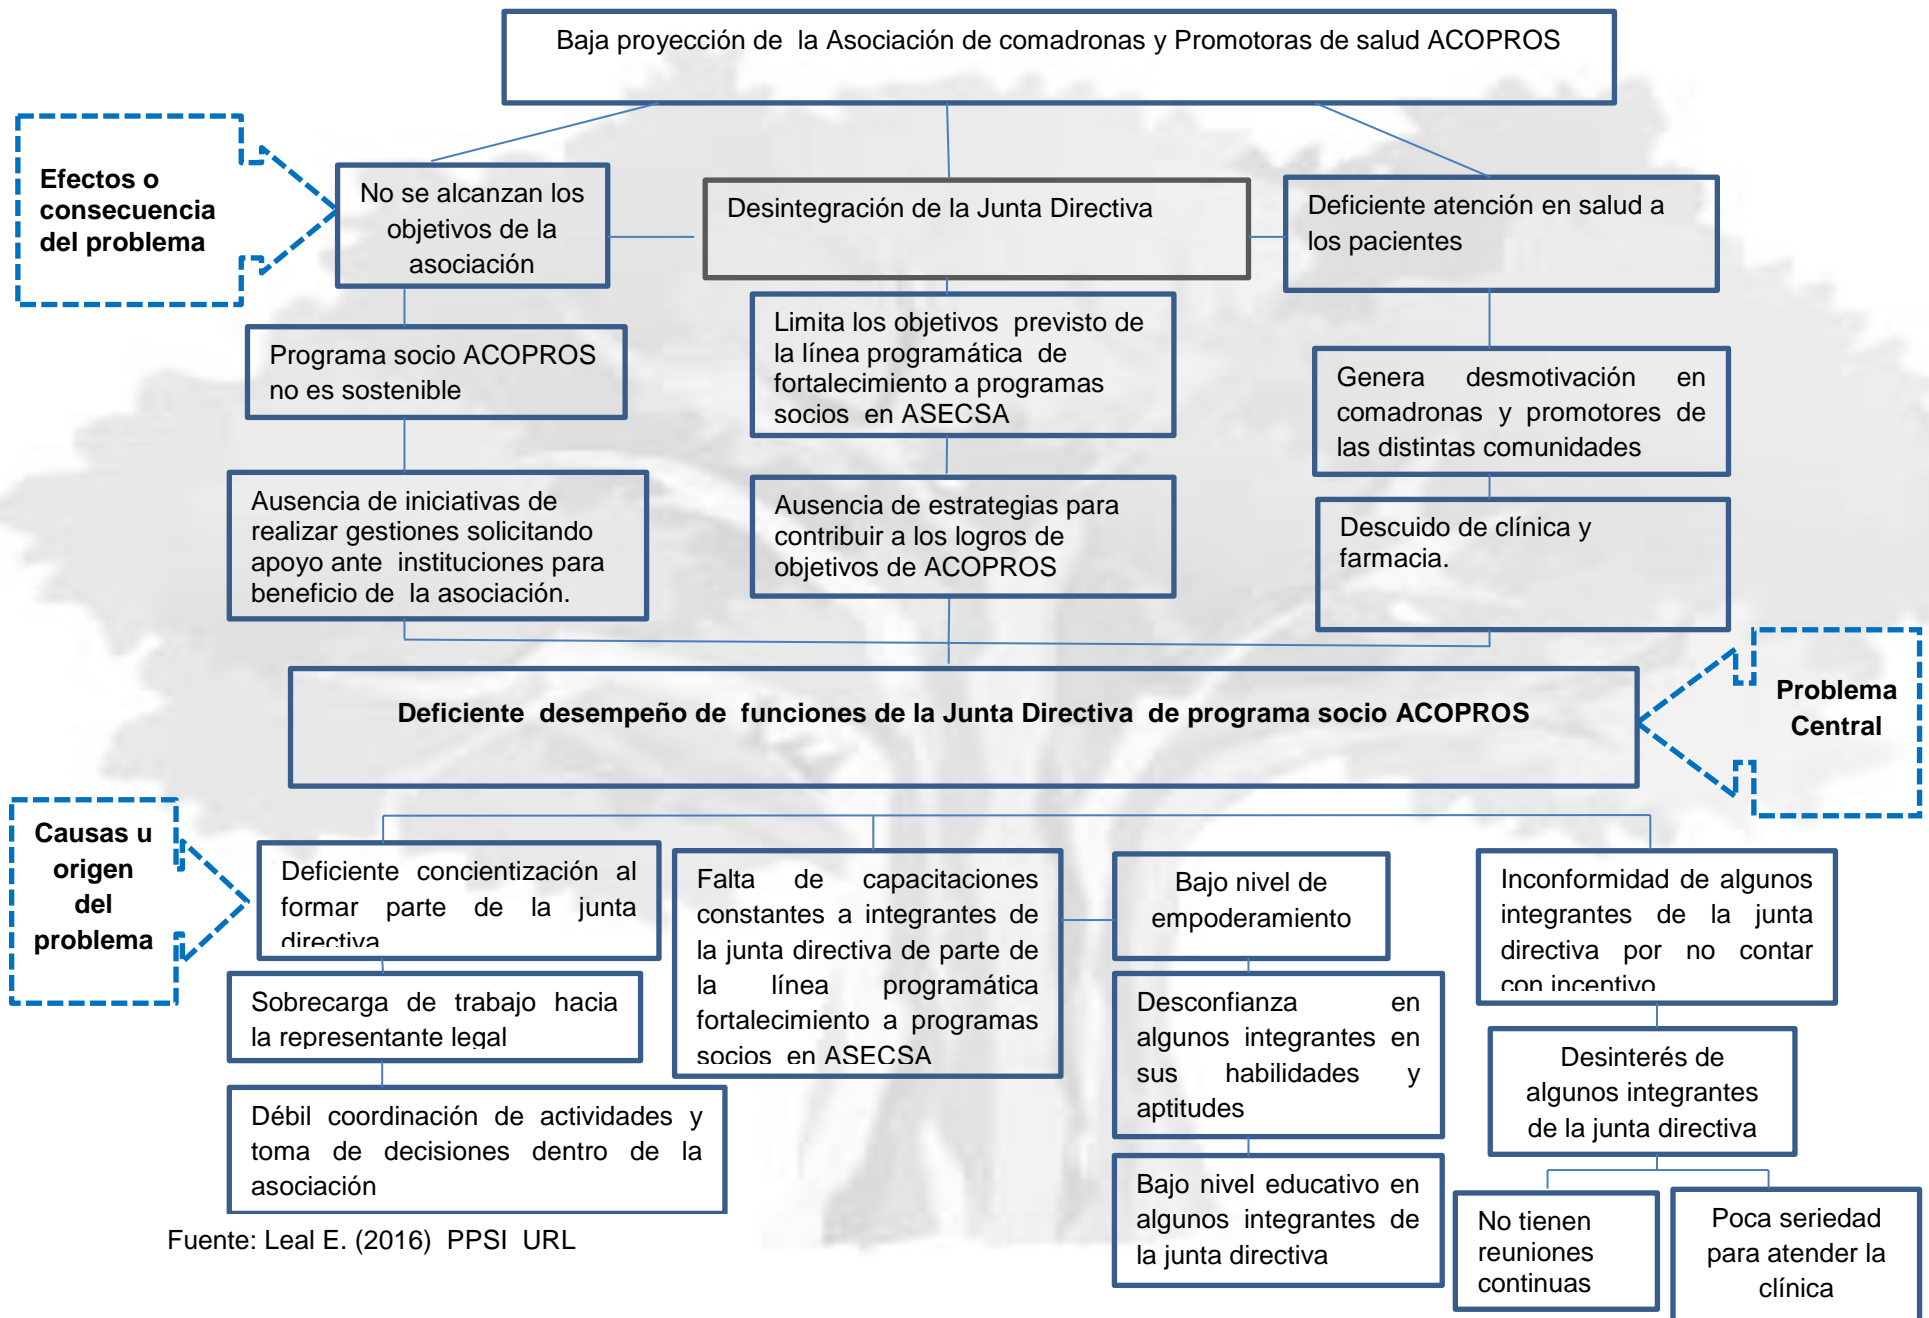 Baja proyección de la Asociación de comadronas y Promotoras de salud ACOPROS
Efectos o
consecuencia
del problema
No se alcanzan los
objetivos de la
asociación
Desintegración de la Junta Directiva
Deficiente atención en salud a
los pacientes
Programa socio ACOPROS
no es sostenible
Limita los objetivos previsto de
la línea programática de
fortalecimiento a programas
socios en ASECSA
Genera desmotivación en
comadronas y promotores de
las distintas comunidades
Ausencia de iniciativas de
realizar gestiones solicitando
apoyo ante instituciones para
beneficio de la asociación.
Ausencia de estrategias para
contribuir a los logros de
objetivos de ACOPROS
Descuido de clínica y
farmacia.
Deficiente desempeño de funciones de la Junta Directiva de programa socio ACOPROS
Problema
Central
Causas u
origen
del
problema
Deficiente concientización al
formar parte de la junta
directiva
Sobrecarga de trabajo hacia
la representante legal
Débil coordinación de actividades y
toma de decisiones dentro de la
asociación
Falta de capacitaciones
constantes a integrantes de
la junta directiva de parte de
la línea programática
fortalecimiento a programas
socios en ASECSA
Bajo nivel de
empoderamiento
Desconfianza en
algunos integrantes en
sus habilidades y
aptitudes
Bajo nivel educativo en
algunos integrantes de
la junta directiva
Inconformidad de algunos
integrantes de la junta
directiva por no contar
con incentivo
Desinterés de
algunos integrantes
de la junta directiva
No tienen
reuniones
continuas
Poca seriedad
para atender la
clínica
Fuente: Leal E. (2016) PPSI URL